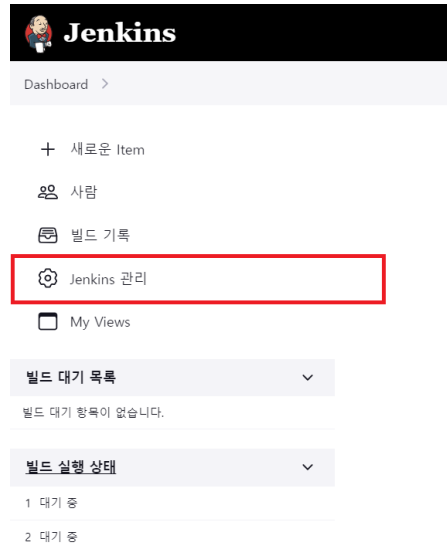 Jenkins
Dashboard >
새로운 Item
사람
빌드 기록
Jenkins 관리
My Views
빌드 대기 목록
빌드 대기 항목이 없습니다.
빌드 실행 상태
1 대기 중
2 대기 중